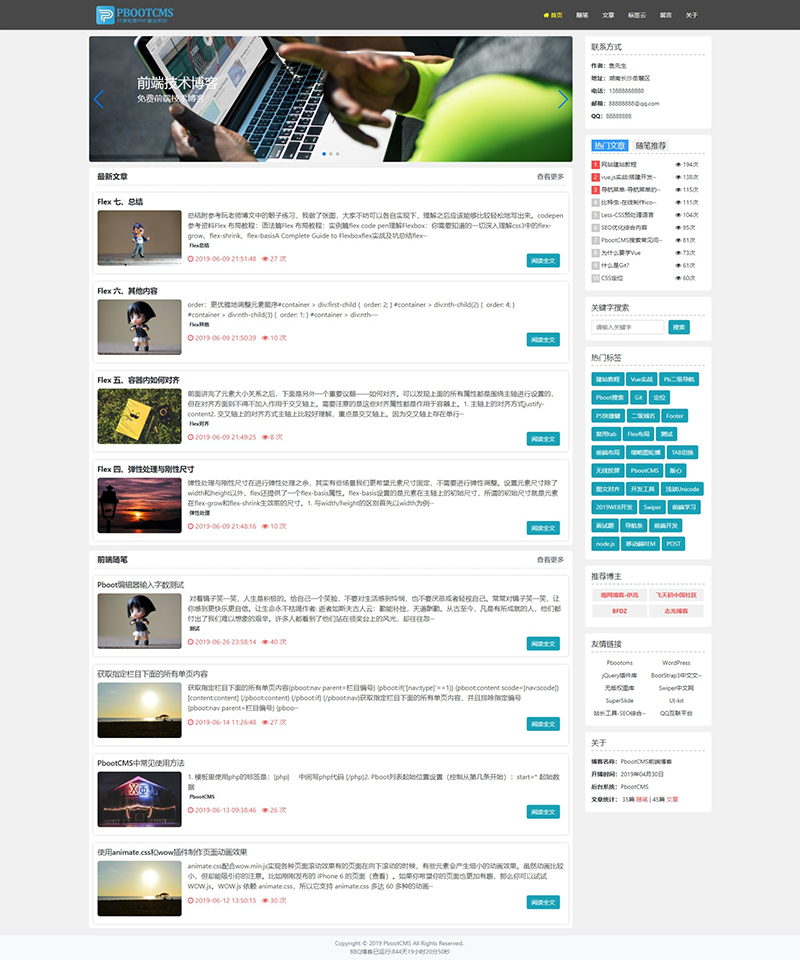 PBOOTCMS
首页 随笔 文章 标签云 留言 关于
前端技术博客
免费前端技术博客
最新文章 查看更多
Flex 七、总结
总结附参考阮老师博文中的骰子练习，我做了张图，大家不妨可以各自实现下，理解之后应该能够比较轻松地写出来。codepen
参考资料Flex 布局教程：语法篇Flex 布局教程：实例篇flex code pen理解Flexbox：你需要知道的一切深入理解css3中的flex-
grow、flex-shrink、flex-basisA Complete Guide to Flexboxflex实战及坑总结flex···
Flex总结
2019-06-09 21:51:48 27 次
阅读全文
Flex 六、其他内容
order：更优雅地调整元素顺序#container > div:first-child { order: 2; } #container > div:nth-child(2) { order: 4; }
#container > div:nth-child(3) { order: 1; } #container > div:nth-···
Flex其他
2019-06-09 21:50:39 10 次
阅读全文
Flex 五、容器内如何对齐
前面讲完了元素大小关系之后，下面是另外一个重要议题——如何对齐。可以发现上面的所有属性都是围绕主轴进行设置的，
但在对齐方面则不得不加入作用于交叉轴上。需要注意的是这些对齐属性都是作用于容器上。1. 主轴上的对齐方式justify-
content2. 交叉轴上的对齐方式主轴上比较好理解，重点是交叉轴上。因为交叉轴上存在单行···
Flex对齐
2019-06-09 21:49:25 8 次
阅读全文
Flex 四、弹性处理与刚性尺寸
弹性处理与刚性尺寸在进行弹性处理之余，其实有些场景我们更希望元素尺寸固定，不需要进行弹性调整。设置元素尺寸除了
width和height以外，flex还提供了一个flex-basis属性。flex-basis设置的是元素在主轴上的初始尺寸，所谓的初始尺寸就是元素
在flex-grow和flex-shrink生效前的尺寸。1. 与width/height的区别首先以width为例···
弹性处理
2019-06-09 21:48:16 10 次
阅读全文
前端随笔 查看更多
Pboot编辑器输入字数测试
对着镜子笑一笑，人生是积极的。给自己一个笑脸，不要对生活感到怜悯，也不要厌恶或者轻视自己。常常对镜子笑一笑，让
你感到更快乐更自信。让生命永不枯竭作者: 逝者如斯夫古人云：勤能补拙，天道酬勤。从古至今，凡是有所成就的人，他们都
付出了我们难以想象的艰辛。许多人都看到了他们站在领奖台上的风光，却往往忽···
测试
2019-06-26 23:58:14 40 次
阅读全文
获取指定栏目下面的所有单页内容
获取指定栏目下面的所有单页内容{pboot:nav parent=栏目编号} {pboot:if('[nav:type]'==1)} {pboot:content scode=[nav:scode]}
[content:content] {/pboot:content} {/pboot:if} {/pboot:nav}获取指定栏目下面的所有单页内容，并且排除指定编号
{pboot:nav parent=栏目编号} {pboo···
2019-06-14 11:26:48 27 次
阅读全文
PbootCMS中常见使用方法
1. 模板里使用php的标签是：{php} 中间写php代码 {/php}2. Pboot列表起始位置设置（控制从第几条开始）：start=* 起始数
据
PbootCMS
2019-06-13 09:38:46 26 次
阅读全文
使用animate.css和wow插件制作页面动画效果
animate.css配合wow.min.js实现各种页面滚动效果有的页面在向下滚动的时候，有些元素会产生细小的动画效果。虽然动画比较
小，但却能吸引你的注意。比如刚刚发布的 iPhone 6 的页面（查看）。如果你希望你的页面也更加有趣，那么你可以试试
WOW.js。WOW.js 依赖 animate.css，所以它支持 animate.css 多达 60 多种的动画···
2019-06-12 13:50:15 30 次
阅读全文
联系方式
地址：湖南长沙岳麓区
电话：13888888888
邮箱：88888888@qq.com
QQ：88888888
热门文章 随笔推荐
1 网站建站教程 194次
2 vue.js实战:搭建开发··· 138次
3 导航菜单-导航菜单的··· 115次
4 比特虫-在线制作ico··· 111次
5 Less-CSS预处理语言 104次
6 SEO优化综合内容 95次
7 PbootCMS搜索常见问··· 81次
8 为什么要学Vue 73次
9 什么是Git? 61次
10 CSS定位 60次
关键字搜索
请输入关键字 搜索
热门标签
建站教程 Vue实战 Pb二级导航
Pboot搜索 Git 定位
PS快捷键 二级域名 Footer
常用tab Flex布局 测试
前端布局 缩略图轮播 TAB切换
无线投屏 PbootCMS 版心
图文对齐 开发工具 浅谈Unicode
2019WEB开发 Swiper 前端学习
面试题 导航条 前端开发
node.js 移动端REM POST
推荐博主
飞天码中国社区
BFDZ 志光博客
友情链接
Pbootcms WordPress
jQuery插件库 BootStrap3中文文···
无版权图库 Swiper中文网
SuperSlide UI-kit
站长工具-SEO综合··· QQ互联平台
关于
博客名称：PbootCMS前端博客
开博时间：2019年04月30日
后台系统：PbootCMS
文章统计： 35篇 随笔 | 45篇 文章
Copyright © 2019 PbootCMS All Rights Reserved.
BBQ博客已运行:844天19小时20分50秒